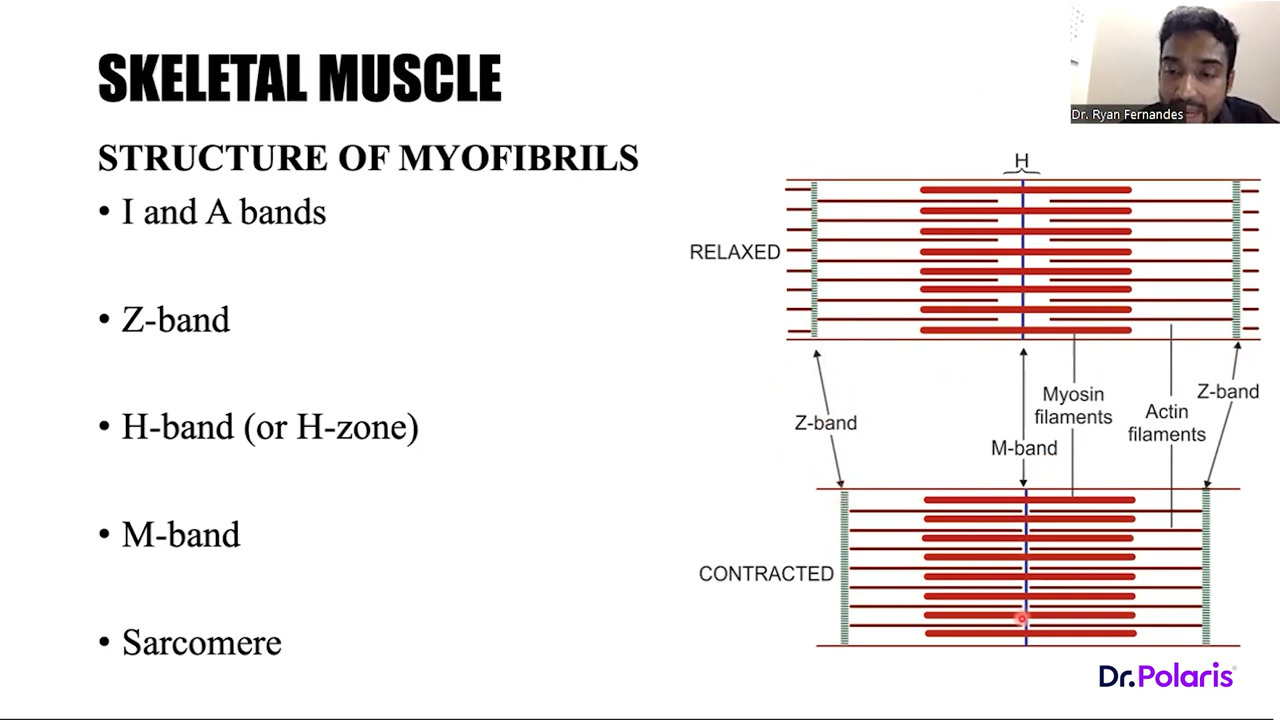 SKELETAL MUSCLE
Dr. Ryan Fernandes
STRUCTURE OF MYOFIBRILS
• I and A bands
• Z-band
• H-band (or H-zone)
• M-band
• Sarcomere
H
RELAXED
Z-band
M-band
Myosin
filaments
Actin
filaments
Z-band
CONTRACTED
Dr.Polaris